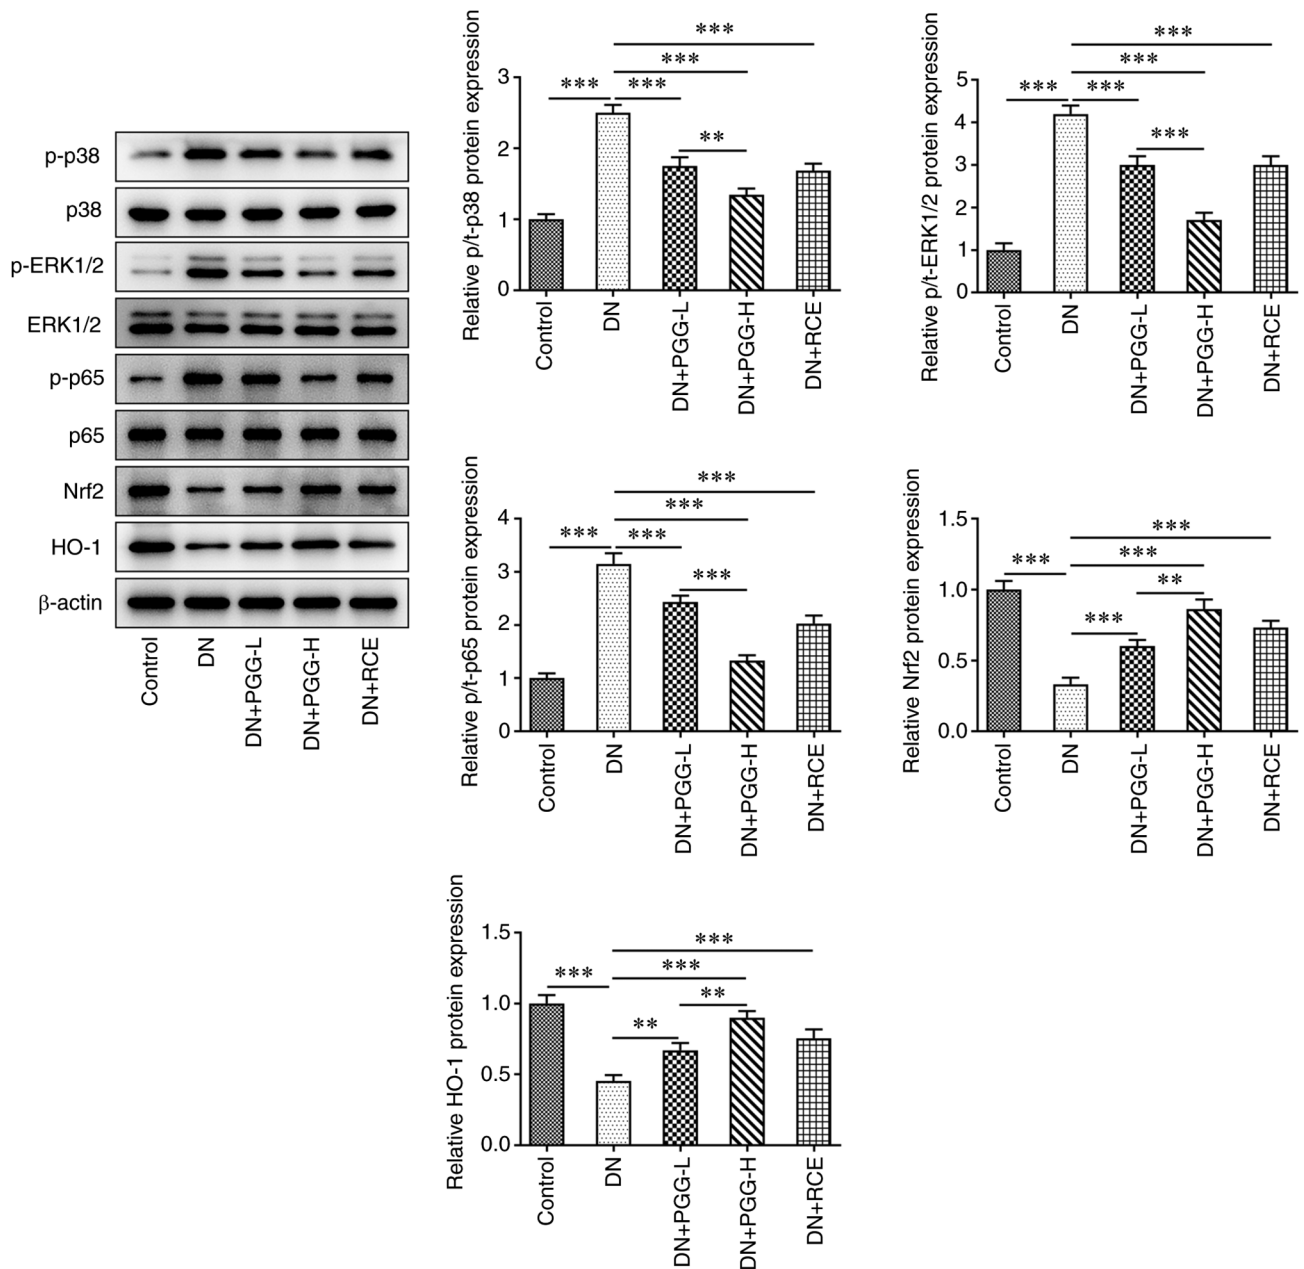 p-p38
p38
p-ERK1/2
ERK1/2
p-p65
p65
Nrf2
HO-1
β-actin
Control
DN
DN+PGG-L
DN+PGG-H
DN+RCE
Relative p/t-p38 protein expression
3
2
1
0
***
***
***
***
**
Control
DN
DN+PGG-L
DN+PGG-H
DN+RCE
Relative p/t-ERK1/2 protein expression
5
4
3
2
1
0
***
***
***
***
***
Control
DN
DN+PGG-L
DN+PGG-H
DN+RCE
Relative p/t-p65 protein expression
4
3
2
1
0
***
***
***
***
***
Control
DN
DN+PGG-L
DN+PGG-H
DN+RCE
Relative Nrf2 protein expression
1.5
1.0
0.5
0.0
***
***
***
**
***
Control
DN
DN+PGG-L
DN+PGG-H
DN+RCE
Relative HO-1 protein expression
1.5
1.0
0.5
0.0
***
***
***
**
**
Control
DN
DN+PGG-L
DN+PGG-H
DN+RCE